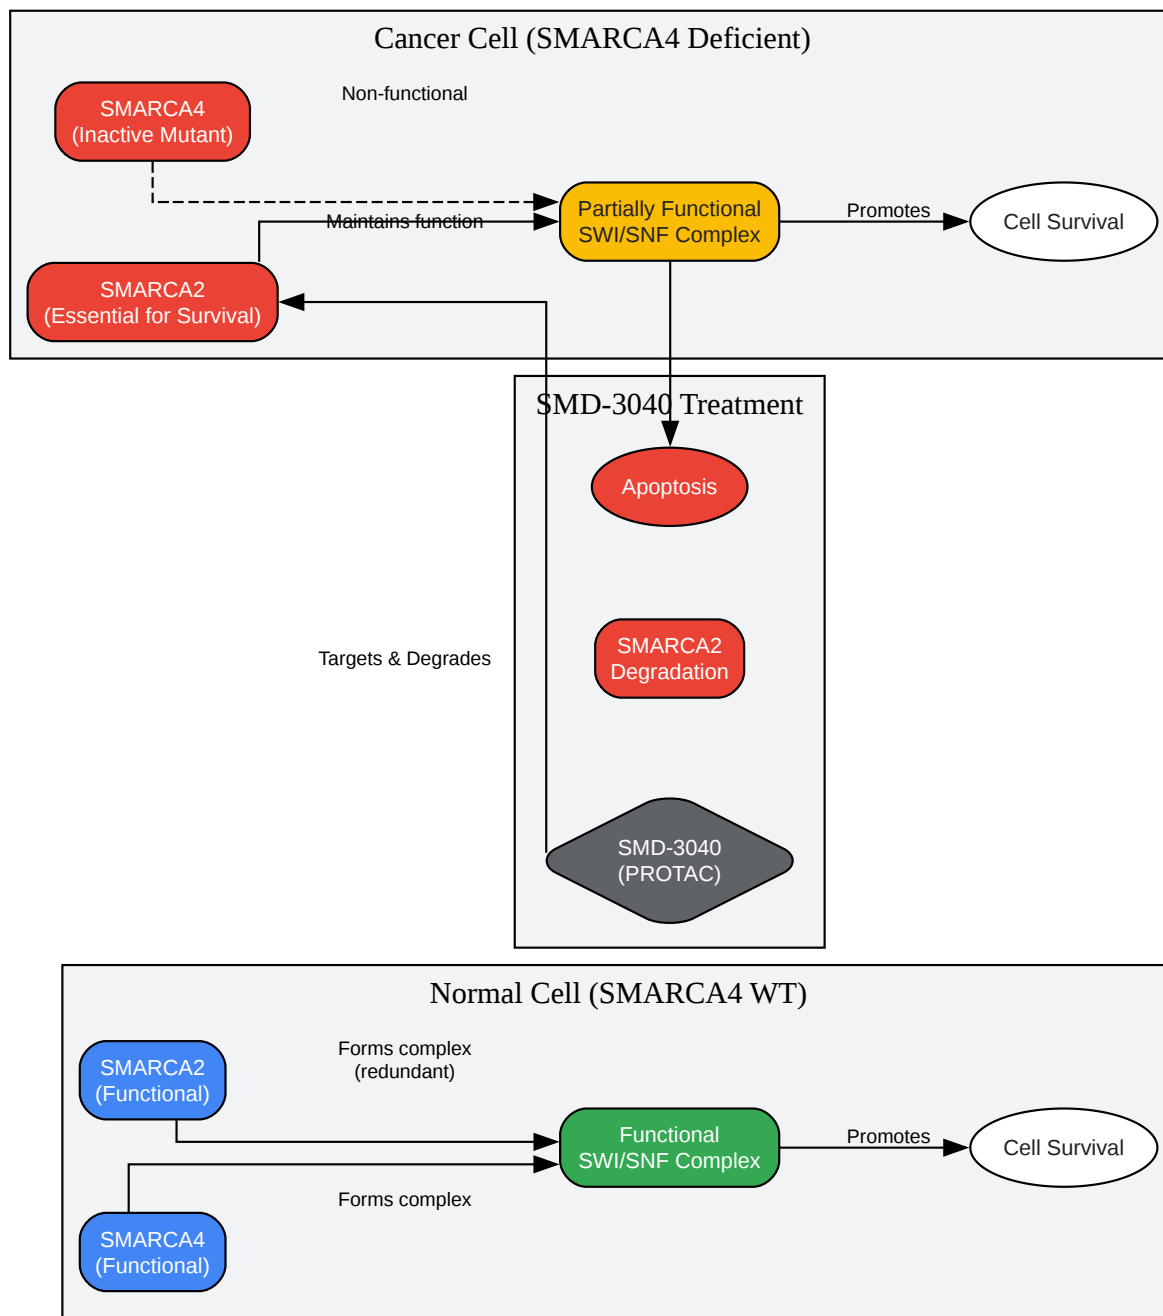 Cancer Cell (SMARCA4 Deficient)
Non-functional
SMARCA4
(Inactive Mutant)
Partially Functional
SWI/SNF Complex
Promotes
Cell Survival
Maintains function
SMARCA2
(Essential for Survival)
SMD-3040 Treatment
Apoptosis
SMARCA2
Degradation
Targets & Degrades
SMD-3040
(PROTAC)
Normal Cell (SMARCA4 WT)
Forms complex
(redundant)
SMARCA2
(Functional)
Functional
SWI/SNF Complex
Promotes
Cell Survival
Forms complex
SMARCA4
(Functional)